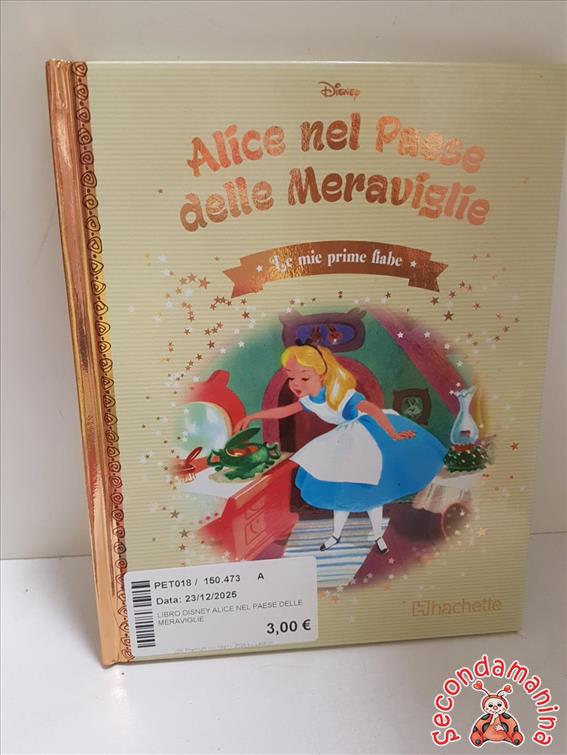 Disney
Alice nel Paese
delle Meraviglie
Le mie prime fiabe
PET018 / 150.473 A
Data: 23/12/2025
LIBRO DISNEY ALICE NEL PAESE DELLE
MERAVIGLIE
3,00 €
hachette
Secondamanina